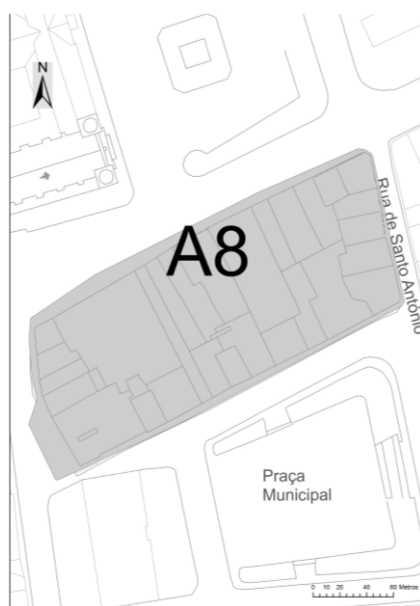 N
A8
Rua de Santo António
Praça
Municipal
0 10 20 40 60 Metros